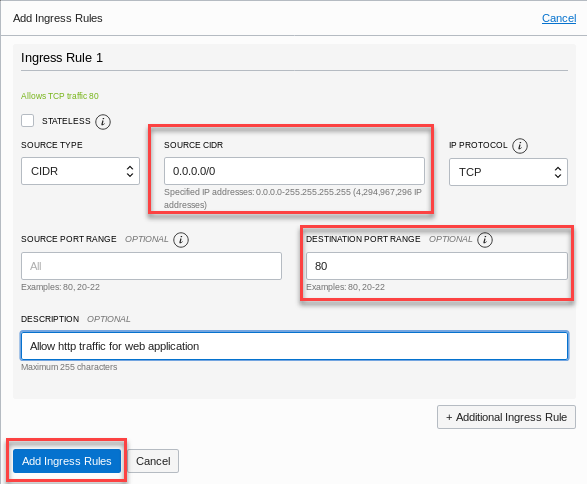 Add Ingress Rules
Cancel
Ingress Rule 1
Allows TCP traffic 80
STATELESS i
SOURCE TYPE
SOURCE CIDR
IP PROTOCOL i
CIDR
0.0.0.0/0
TCP
Specified IP addresses: 0.0.0.0-255.255.255.255 (4,294,967,296 IP
addresses)
SOURCE PORT RANGE OPTIONAL i
DESTINATION PORT RANGE OPTIONAL i
All
80
Examples: 80, 20-22
Examples: 80, 20-22
DESCRIPTION OPTIONAL
Allow http traffic for web application
Maximum 255 characters
+ Additional Ingress Rule
Add Ingress Rules
Cancel